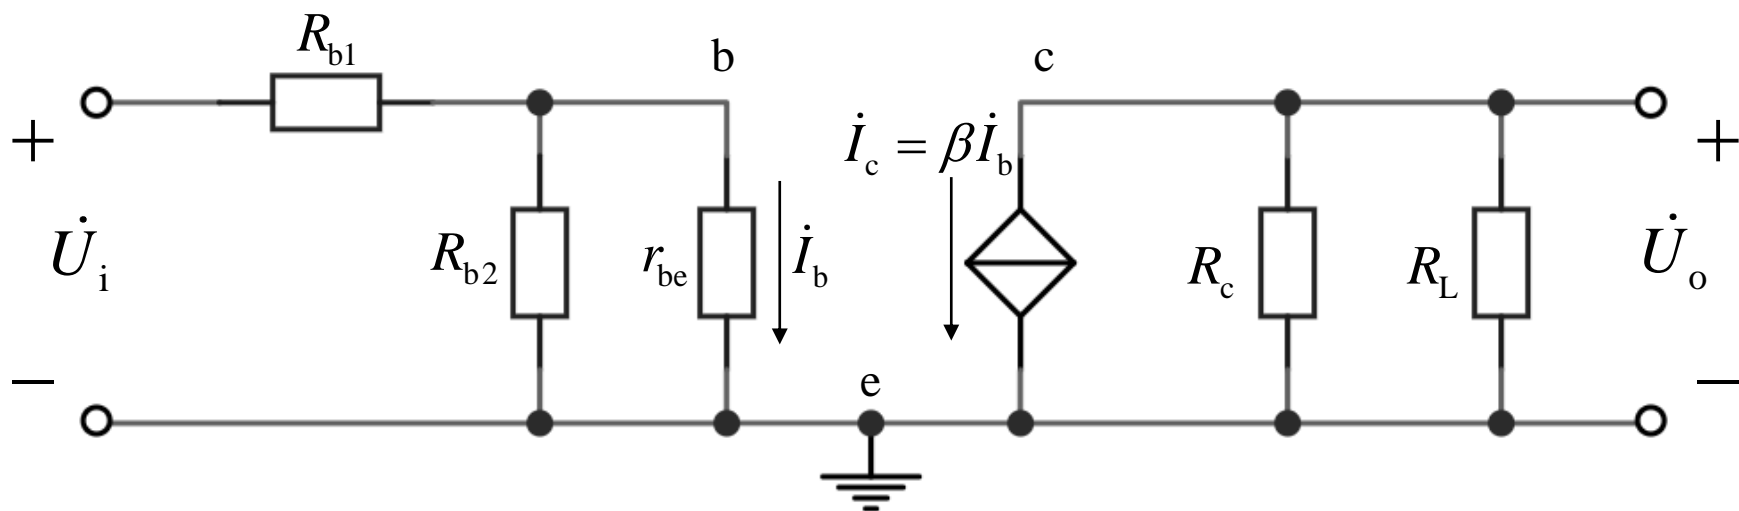 R_b1
b
c
+
İ_c = βİ_b
+
U̇_i
R_b2
r_be
İ_b
R_c
R_L
U̇_o
−
e
−